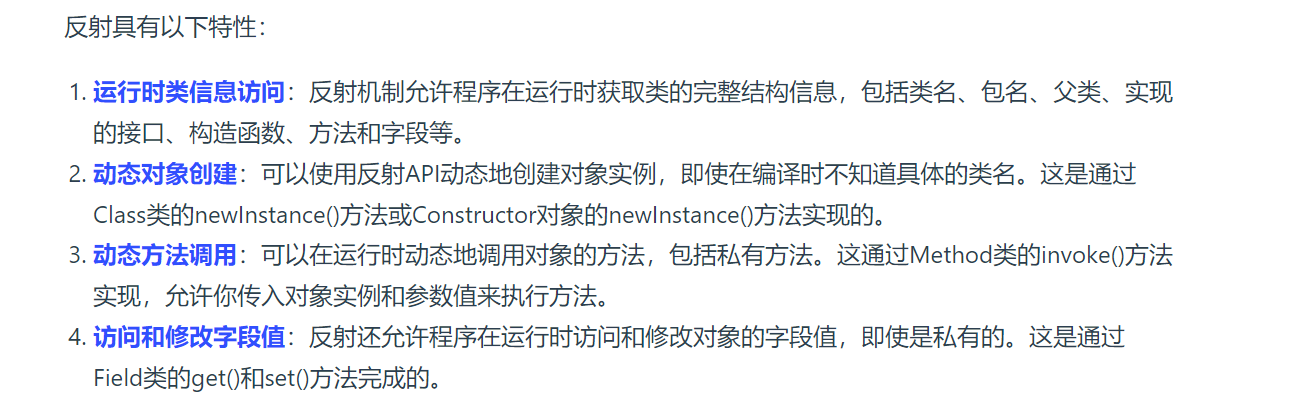 反射具有以下特性：
1. 运行时类信息访问：反射机制允许程序在运行时获取类的完整结构信息，包括类名、包名、父类、实现
的接口、构造函数、方法和字段等。
2. 动态对象创建：可以使用反射API动态地创建对象实例，即使在编译时不知道具体的类名。这是通过
Class类的newInstance()方法或Constructor对象的newInstance()方法实现的。
3. 动态方法调用：可以在运行时动态地调用对象的方法，包括私有方法。这通过Method类的invoke()方法
实现，允许你传入对象实例和参数值来执行方法。
4. 访问和修改字段值：反射还允许程序在运行时访问和修改对象的字段值，即使是私有的。这是通过
Field类的get()和set()方法完成的。